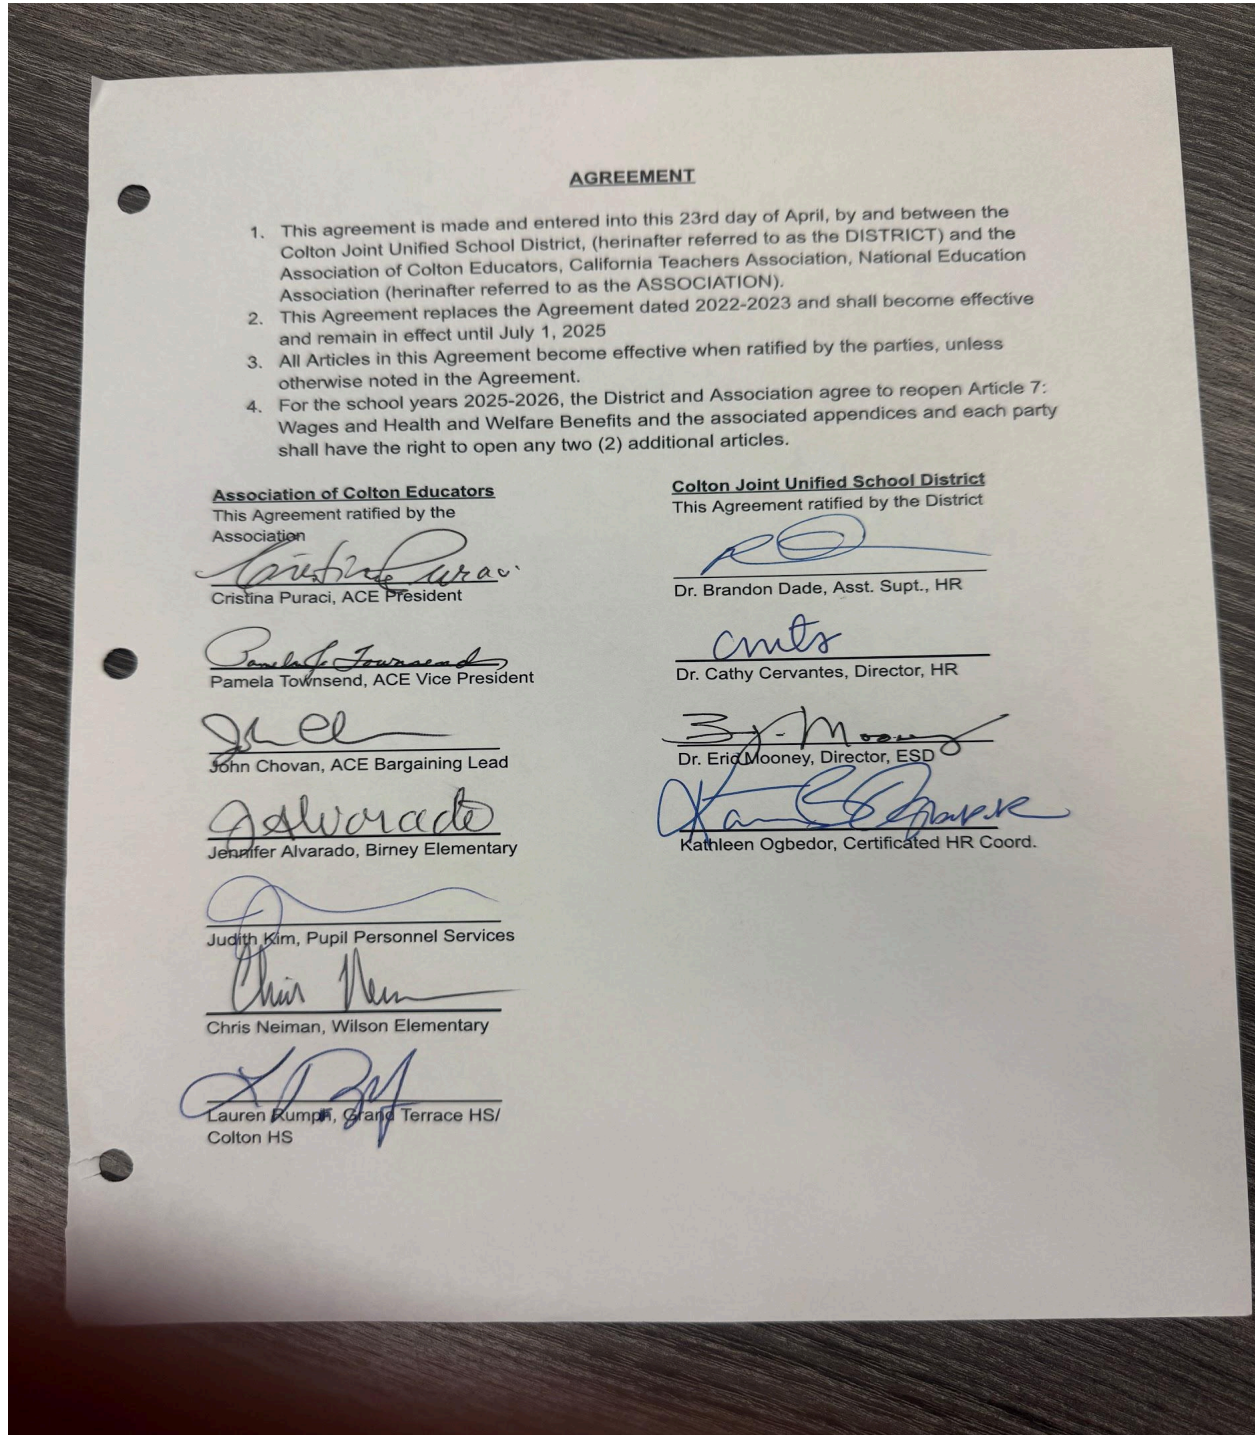 AGREEMENT
1. This agreement is made and entered into this 23rd day of April, by and between the
Colton Joint Unified School District, (herinafter referred to as the DISTRICT) and the
Association of Colton Educators, California Teachers Association, National Education
Association (herinafter referred to as the ASSOCIATION).
2. This Agreement replaces the Agreement dated 2022-2023 and shall become effective
and remain in effect until July 1, 2025
3. All Articles in this Agreement become effective when ratified by the parties, unless
otherwise noted in the Agreement.
4. For the school years 2025-2026, the District and Association agree to reopen Article 7:
Wages and Health and Welfare Benefits and the associated appendices and each party
shall have the right to open any two (2) additional articles.
Association of Colton Educators
This Agreement ratified by the
Association
Cristina Puraci
Cristina Puraci, ACE President
Pamela J. Townsend
Pamela Townsend, ACE Vice President
John Chovan, ACE Bargaining Lead
JAlvarado
Jennifer Alvarado, Birney Elementary
Judith Kim, Pupil Personnel Services
Chris
Chris Neiman, Wilson Elementary
Lauren Rumph, Grand Terrace HS/
Colton HS
Colton Joint Unified School District
This Agreement ratified by the District
Dr. Brandon Dade, Asst. Supt., HR
Dr. Cathy Cervantes, Director, HR
Mooney
Dr. Eric Mooney, Director, ESD
Kathleen Ogbedor, Certificated HR Coord.